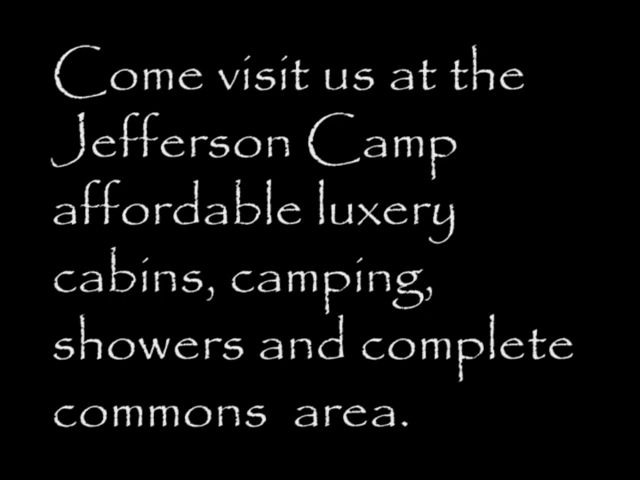 Come visit us at the
Jefferson Camp
affordable luxery
cabins, camping,
showers and complete
commons area.